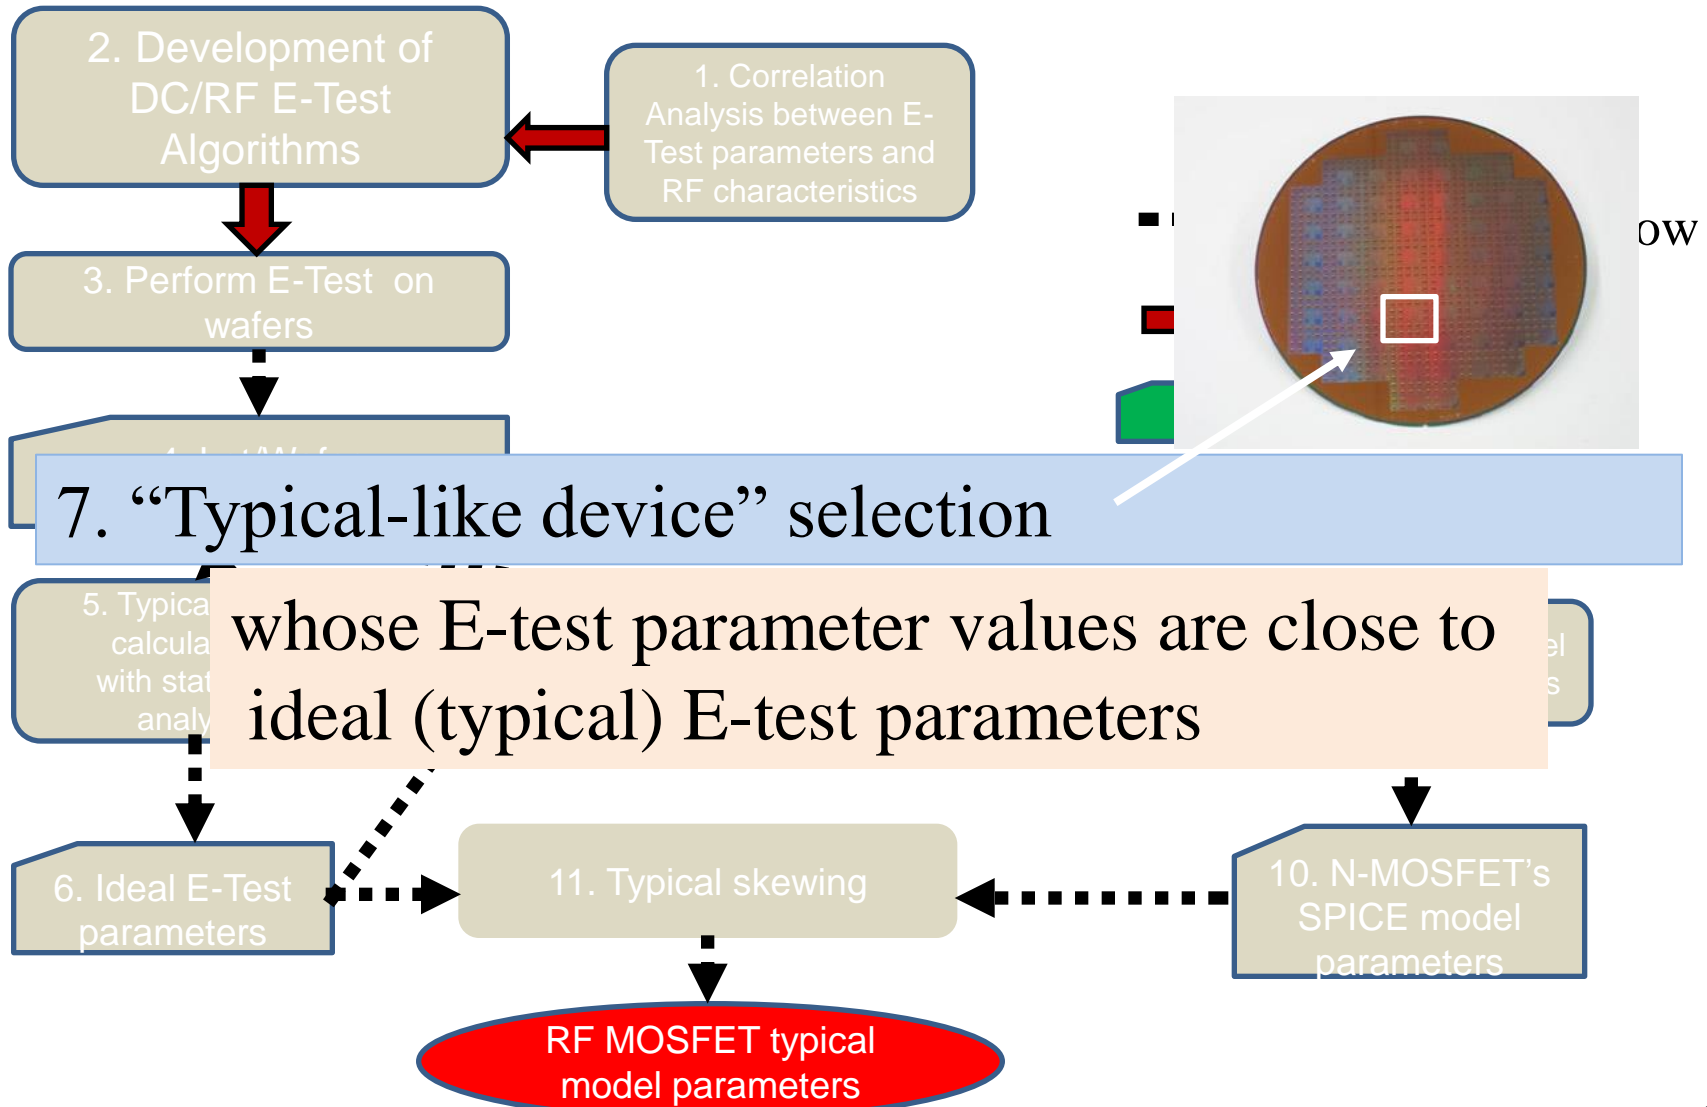 2. Development of
DC/RF E-Test
Algorithms
1. Correlation
Analysis between E-
Test parameters and
RF characteristics
3. Perform E-Test on
wafers
7. “Typical-like device” selection
5. Typica
calcula
with stat
analy
whose E-test parameter values are close to
ideal (typical) E-test parameters
6. Ideal E-Test
parameters
11. Typical skewing
10. N-MOSFET’s
SPICE model
parameters
RF MOSFET typical
model parameters